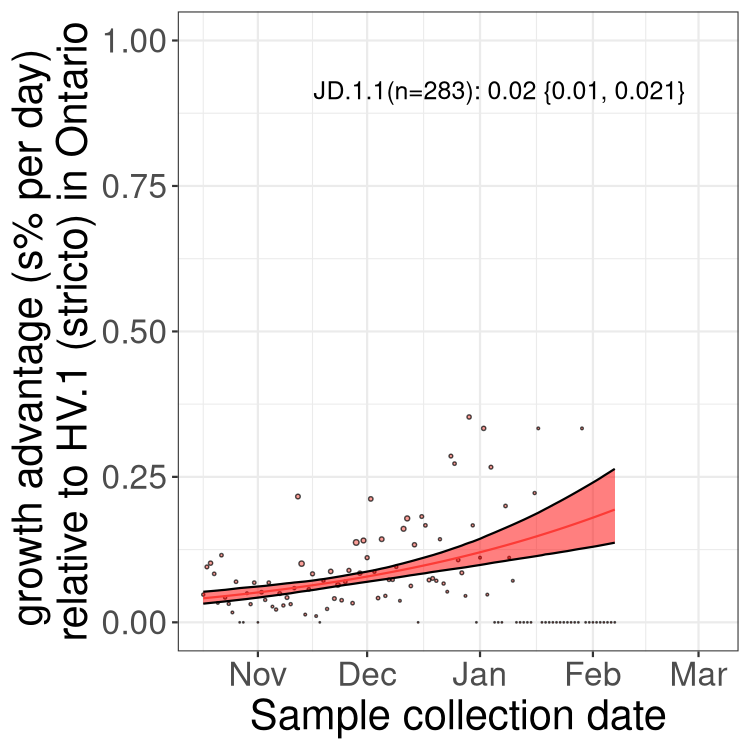 growth advantage (s% per day)
relative to HV.1 (stricto) in Ontario
1.00
0.75
0.50
0.25
0.00
JD.1.1(n=283): 0.02 {0.01, 0.021}
Nov Dec Jan Feb Mar
Sample collection date